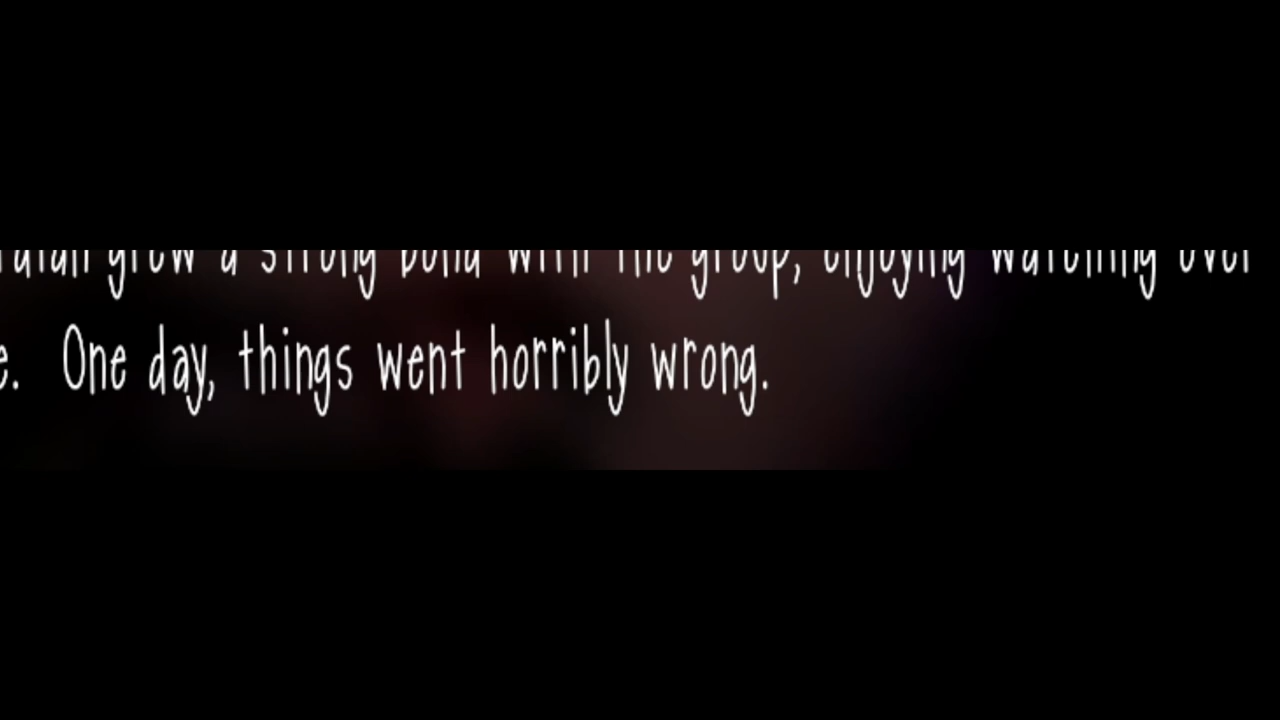 grew a strong bond with the group, enjoying watching over
e. One day, things went horribly wrong.